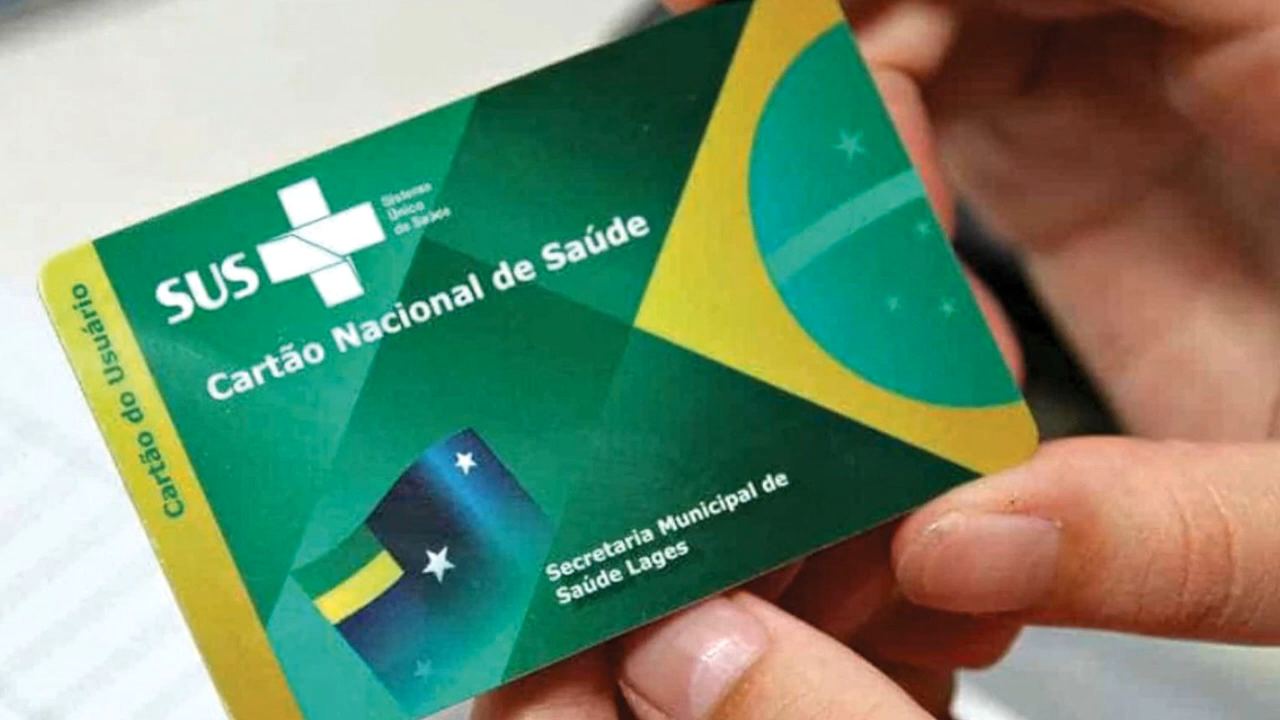 SUS
Sistema
Único
de Saúde
Cartão Nacional de Saúde
Cartão do Usuário
Secretaria Municipal de
Saúde Lages